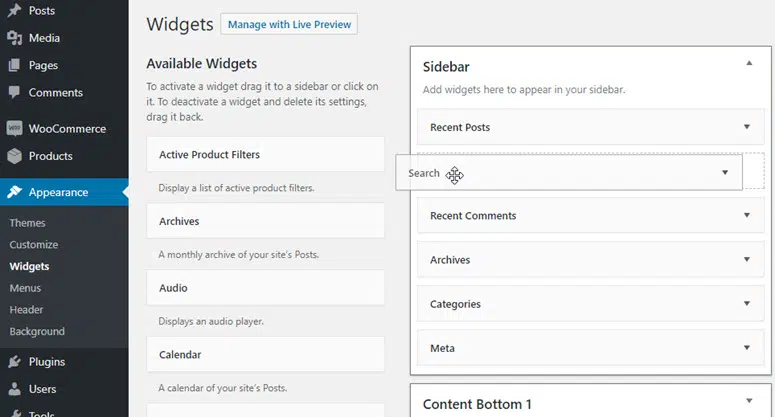 Posts
Media
Pages
Comments
WOO
WooCommerce
Products
Appearance
Themes
Customize
Widgets
Menus
Header
Background
Plugins
Users
Tools
Widgets
Manage with Live Preview
Available Widgets
To activate a widget drag it to a sidebar or click on
it. To deactivate a widget and delete its settings,
drag it back.
Active Product Filters
Display a list of active product filters.
Archives
A monthly archive of your site's Posts.
Audio
Displays an audio player.
Calendar
A calendar of your site's Posts.
Sidebar
Add widgets here to appear in your sidebar.
Recent Posts
Search
Recent Comments
Archives
Categories
Meta
Content Bottom 1